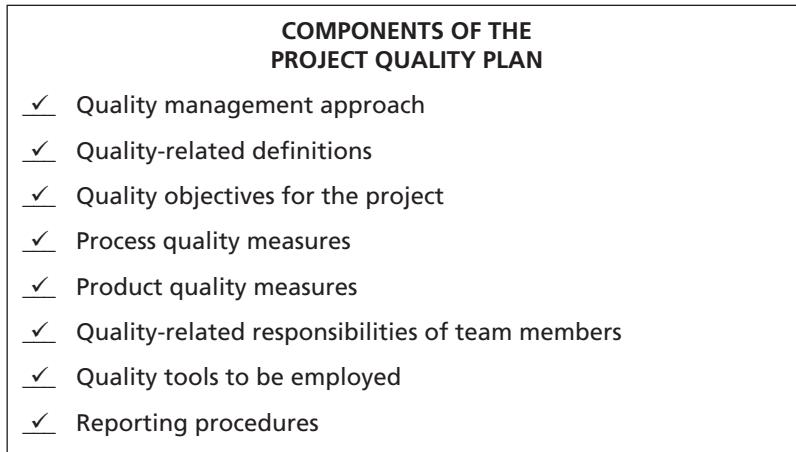 COMPONENTS OF THE
PROJECT QUALITY PLAN
✓ Quality management approach
✓ Quality-related definitions
✓ Quality objectives for the project
✓ Process quality measures
✓ Product quality measures
✓ Quality-related responsibilities of team members
✓ Quality tools to be employed
✓ Reporting procedures